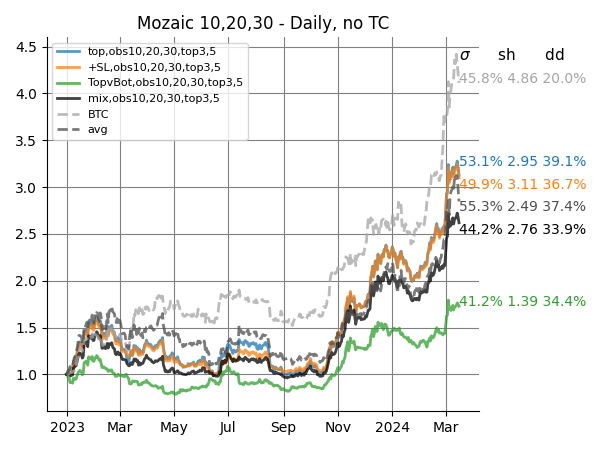 Mozaic 10,20,30 - Daily, no TC
top,obs10,20,30,top3,5
+SL,obs10,20,30,top3,5
TopvBot,obs10,20,30,top3,5
mix,obs10,20,30,top3,5
BTC
avg
σ sh dd
45.8% 4.86 20.0%
53.1% 2.95 39.1%
49.9% 3.11 36.7%
55.3% 2.49 37.4%
44,2% 2.76 33.9%
41.2% 1.39 34.4%
4.5
4.0
3.5
3.0
2.5
2.0
1.5
1.0
2023 Mar May Jul Sep Nov 2024 Mar